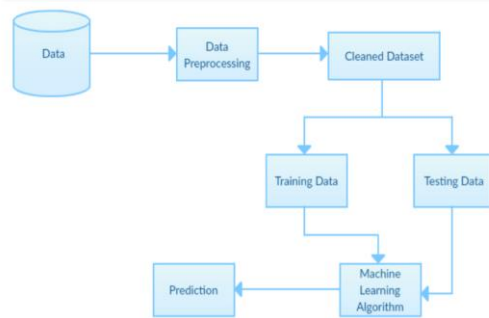 Data
Data
Preprocessing
Cleaned Dataset
Training Data
Testing Data
Prediction
Machine
Learning
Algorithm